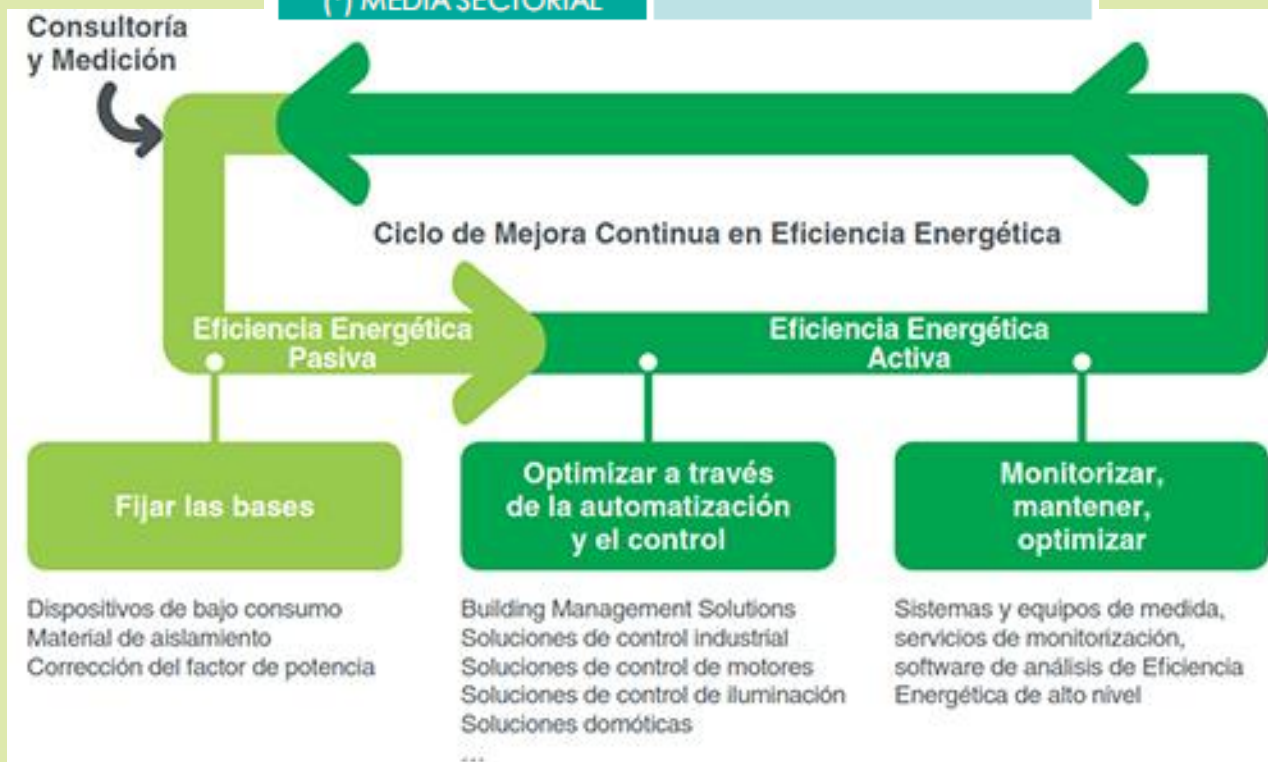 (*) MEDIA SECTORIAL
Consultoría
y Medición
Ciclo de Mejora Continua en Eficiencia Energética
Eficiencia Energética
Pasiva
Eficiencia Energética
Activa
Fijar las bases
Dispositivos de bajo consumo
Material de aislamiento
Corrección del factor de potencia
Optimizar a través
de la automatización
y el control
Building Management Solutions
Soluciones de control industrial
Soluciones de control de motores
Soluciones de control de iluminación
Soluciones domóticas
Monitorizar,
mantener,
optimizar
Sistemas y equipos de medida,
servicios de monitorización,
software de análisis de Eficiencia
Energética de alto nivel